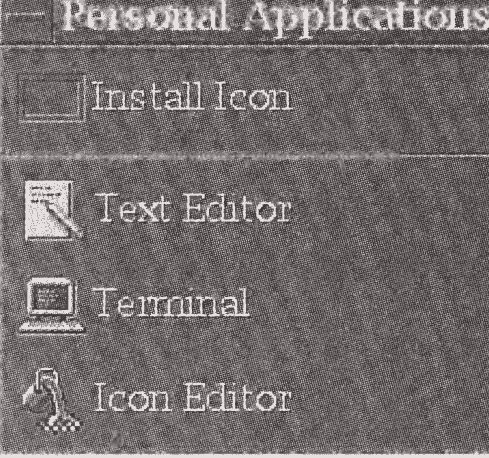 Personal Applications
Install Icon
Text Editor
Terminal
Icon Editor